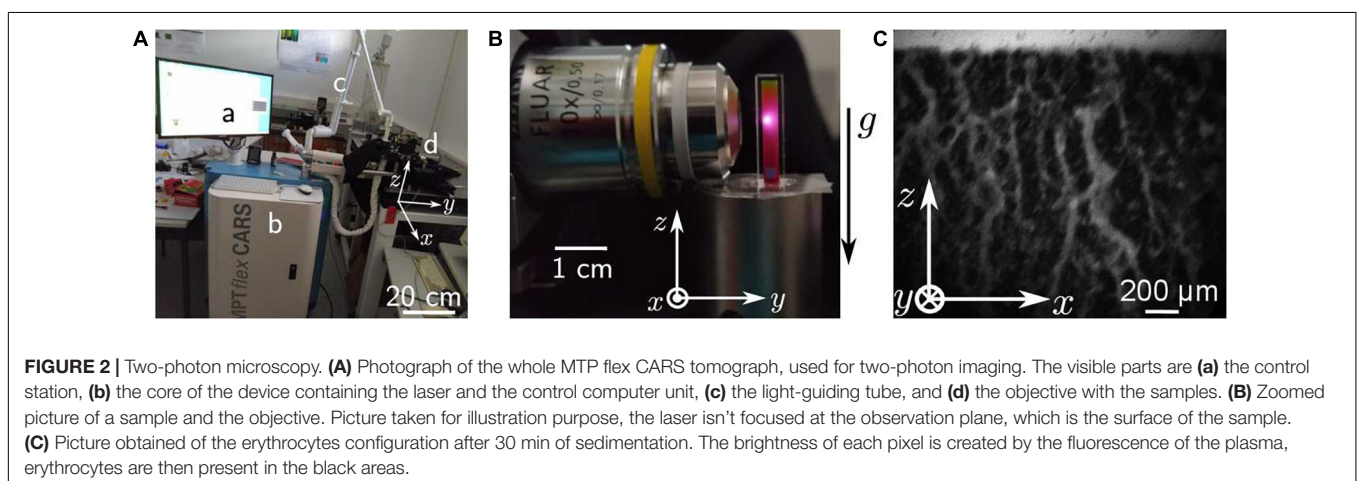 A
a
b
c
d
z
y
x
MPTflex CARS
20 cm
B
FLUAR
10x/0,50
∞/0,17
1 cm
z
x
y
g
C
z
y
x
200 µm
FIGURE 2 | Two-photon microscopy. (A) Photograph of the whole MTP flex CARS tomograph, used for two-photon imaging. The visible parts are (a) the control
station, (b) the core of the device containing the laser and the control computer unit, (c) the light-guiding tube, and (d) the objective with the samples. (B) Zoomed
picture of a sample and the objective. Picture taken for illustration purpose, the laser isn't focused at the observation plane, which is the surface of the sample.
(C) Picture obtained of the erythrocytes configuration after 30 min of sedimentation. The brightness of each pixel is created by the fluorescence of the plasma,
erythrocytes are then present in the black areas.